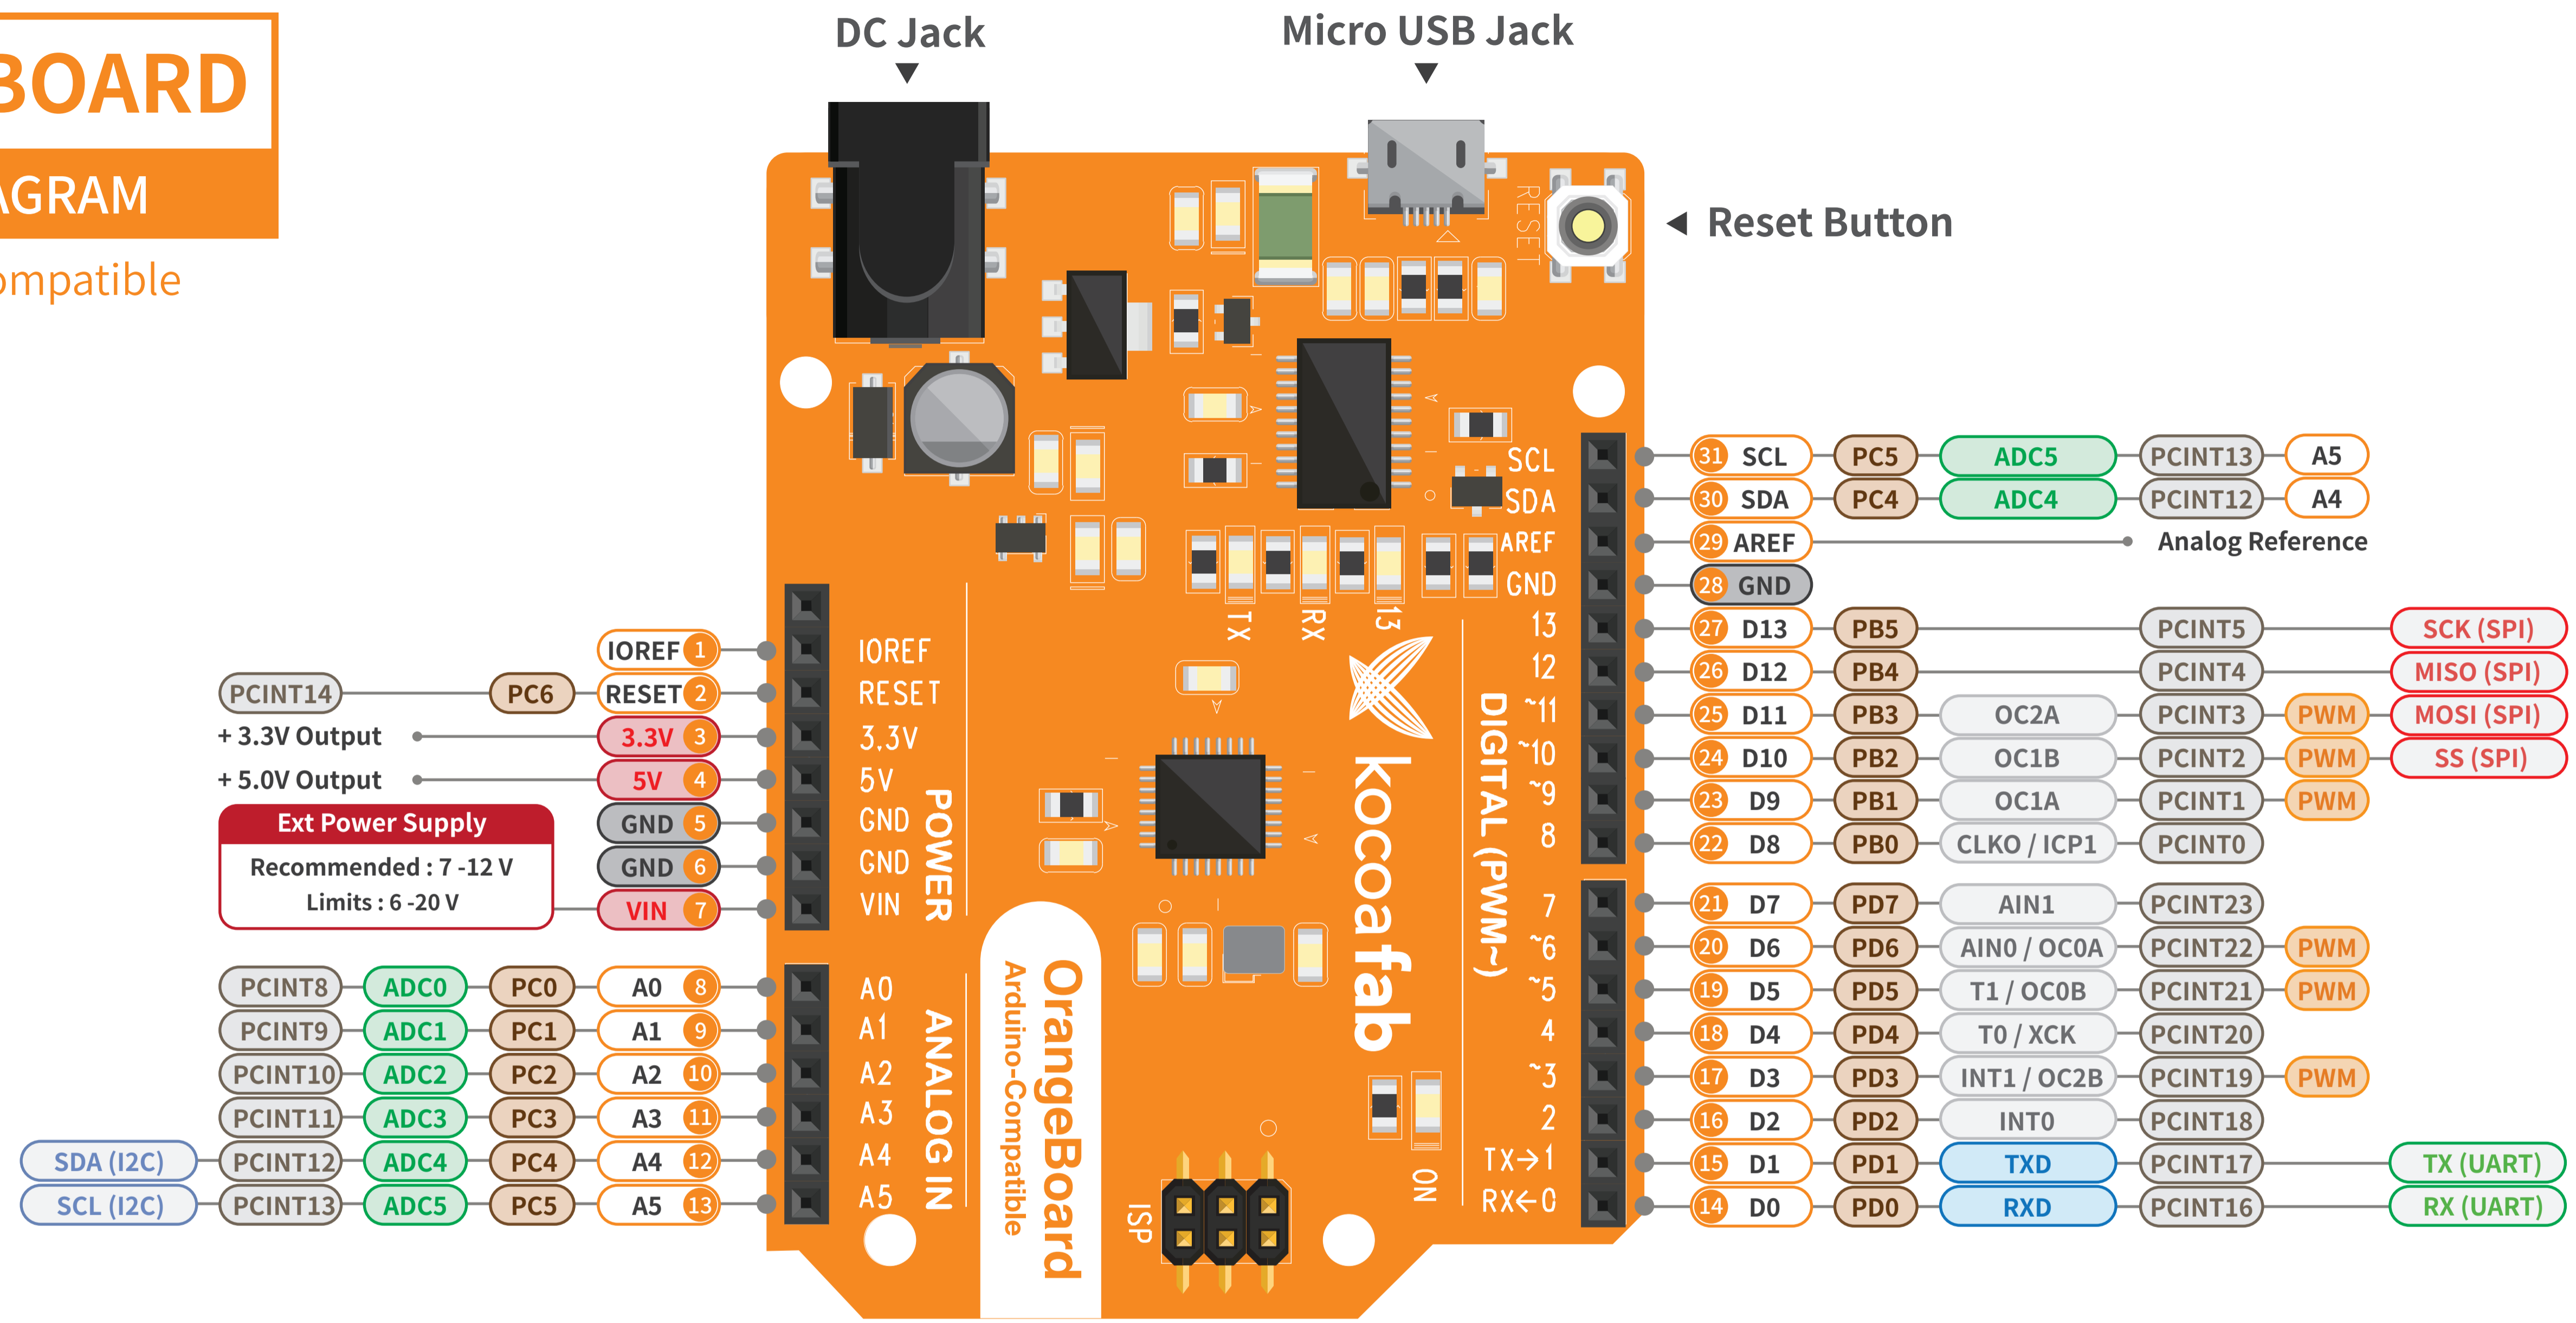 BOARD
AGRAM
ompatible
DC Jack
Micro USB Jack
Reset Button
RESET
SCL
SDA
AREF
GND
13
12
~11
~10
~9
8
7
~6
~5
4
~3
2
TX→1
RX←0
DIGITAL (PWM~)
TX
RX
13
ON
ISP
kocoafab
OrangeBoard
Arduino-Compatible
IOREF
RESET
3.3V
5V
GND
GND
VIN
POWER
A0
A1
A2
A3
A4
A5
ANALOG IN
IOREF 1
PCINT14 PC6 RESET 2
+ 3.3V Output 3.3V 3
+ 5.0V Output 5V 4
GND 5
GND 6
VIN 7
Ext Power Supply
Recommended : 7 -12 V
Limits : 6 -20 V
PCINT8 ADC0 PC0 A0 8
PCINT9 ADC1 PC1 A1 9
PCINT10 ADC2 PC2 A2 10
PCINT11 ADC3 PC3 A3 11
SDA (I2C) PCINT12 ADC4 PC4 A4 12
SCL (I2C) PCINT13 ADC5 PC5 A5 13
31 SCL PC5 ADC5 PCINT13 A5
30 SDA PC4 ADC4 PCINT12 A4
29 AREF Analog Reference
28 GND
27 D13 PB5 PCINT5 SCK (SPI)
26 D12 PB4 PCINT4 MISO (SPI)
25 D11 PB3 OC2A PCINT3 PWM MOSI (SPI)
24 D10 PB2 OC1B PCINT2 PWM SS (SPI)
23 D9 PB1 OC1A PCINT1 PWM
22 D8 PB0 CLKO / ICP1 PCINT0
21 D7 PD7 AIN1 PCINT23
20 D6 PD6 AIN0 / OC0A PCINT22 PWM
19 D5 PD5 T1 / OC0B PCINT21 PWM
18 D4 PD4 T0 / XCK PCINT20
17 D3 PD3 INT1 / OC2B PCINT19 PWM
16 D2 PD2 INT0 PCINT18
15 D1 PD1 TXD PCINT17 TX (UART)
14 D0 PD0 RXD PCINT16 RX (UART)